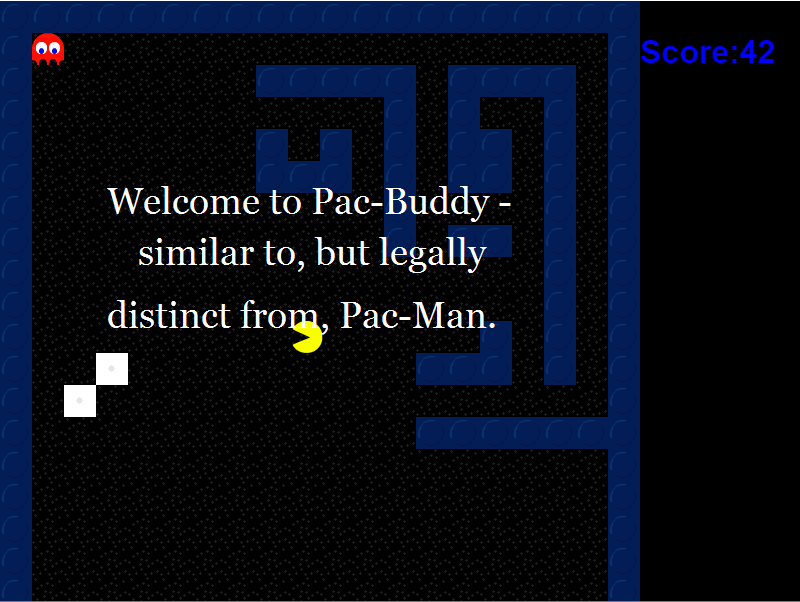 Score:42
Welcome to Pac-Buddy -
similar to, but legally
distinct from, Pac-Man.